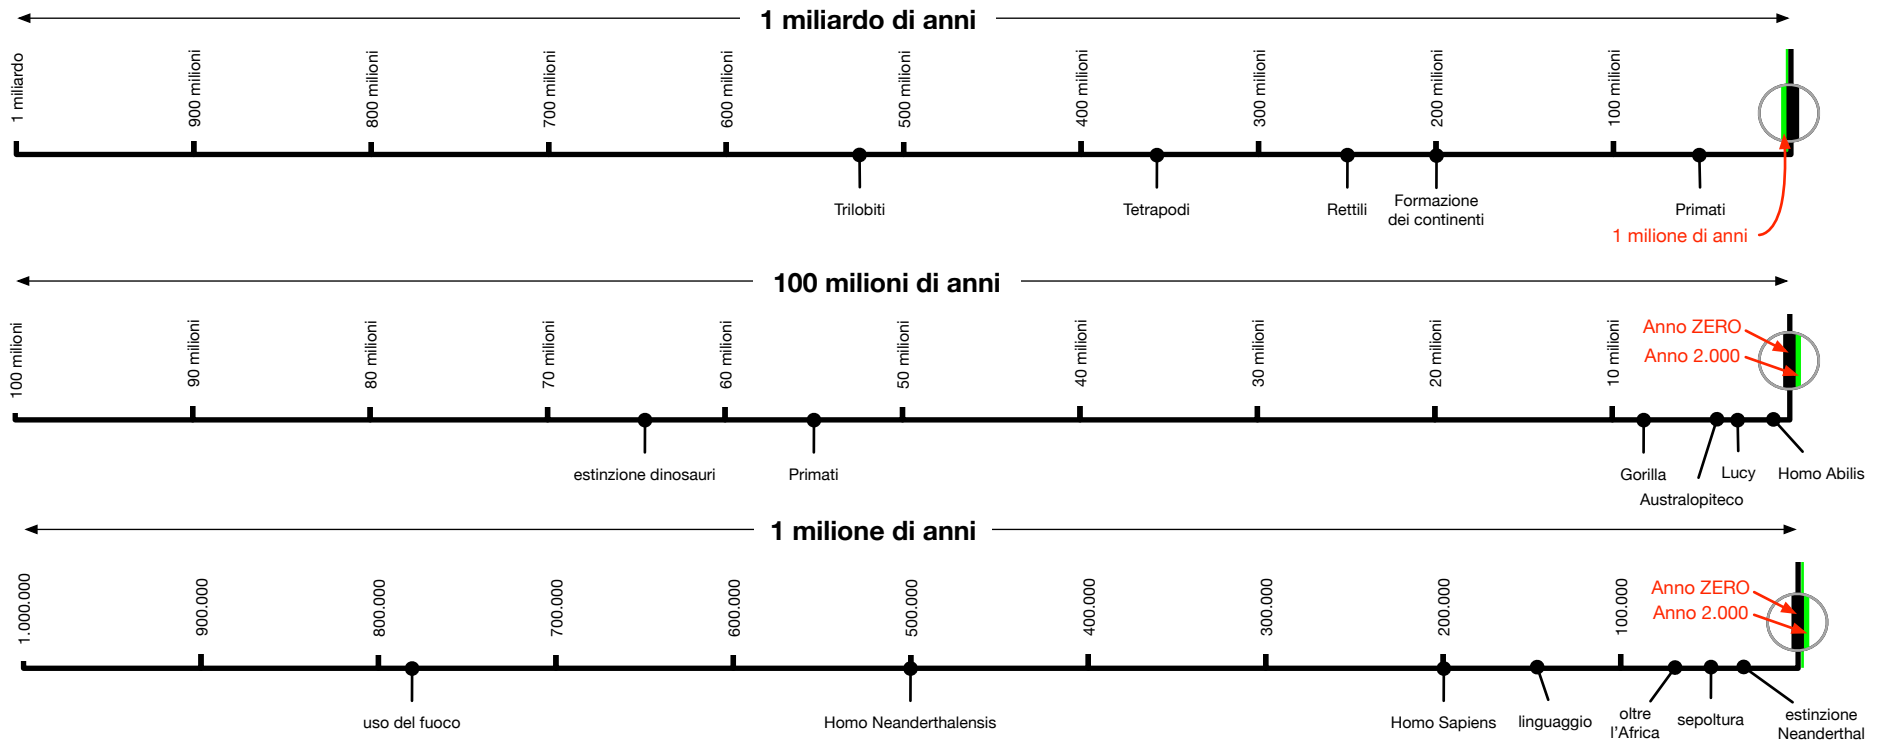 1 miliardo di anni
1 miliardo
900 milioni
800 milioni
700 milioni
600 milioni
500 milioni
400 milioni
300 milioni
200 milioni
100 milioni
Trilobiti
Tetrapodi
Rettili
Formazione
dei continenti
Primati
1 milione di anni
100 milioni di anni
100 milioni
90 milioni
80 milioni
70 milioni
60 milioni
50 milioni
40 milioni
30 milioni
20 milioni
10 milioni
Anno ZERO
Anno 2.000
estinzione dinosauri
Primati
Gorilla
Australopiteco
Lucy
Homo Abilis
1 milione di anni
1.000.000
900.000
800.000
700.000
600.000
500.000
400.000
300.000
200.000
100.000
Anno ZERO
Anno 2.000
uso del fuoco
Homo Neanderthalensis
Homo Sapiens
linguaggio
oltre
l'Africa
sepoltura
estinzione
Neanderthal